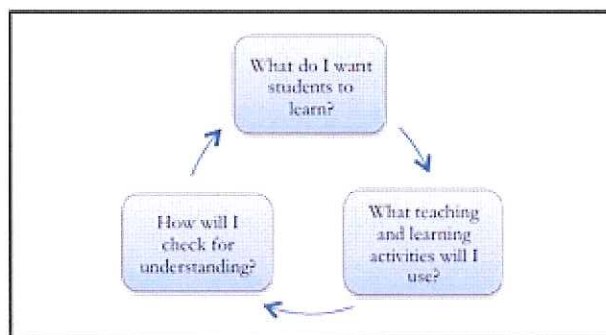 What do I want
students to
learn?
What teaching
and learning
activities will I
use?
How will I
check for
understanding?